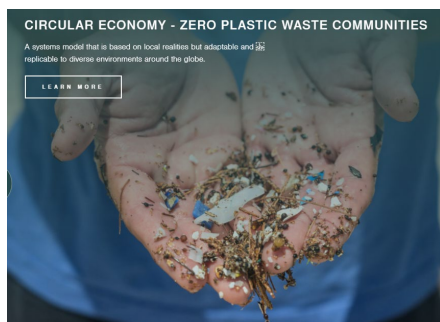 CIRCULAR ECONOMY - ZERO PLASTIC WASTE COMMUNITIES
A systems model that is based on local realities but adaptable and
replicable to diverse environments around the globe.
LEARN MORE